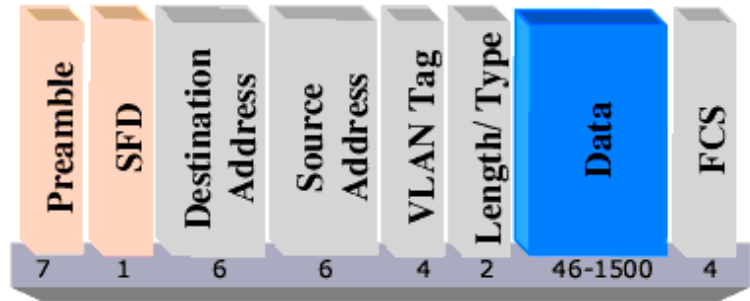 Preamble
SFD
Destination
Address
Source
Address
VLAN Tag
Length/ Type
Data
FCS
7 1 6 6 4 2 46-1500 4